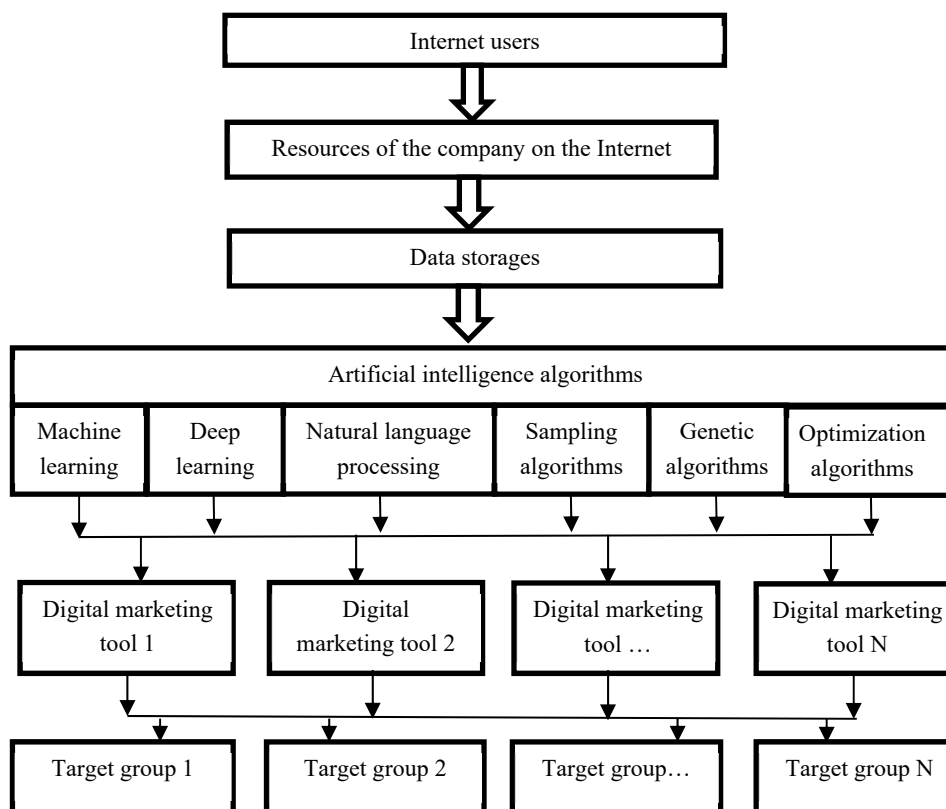 Internet users
Resources of the company on the Internet
Data storages
Artificial intelligence algorithms
Machine
learning
Deep
learning
Natural language
processing
Sampling
algorithms
Genetic
algorithms
Optimization
algorithms
Digital marketing
tool 1
Digital
marketing tool 2
Digital marketing
tool …
Digital marketing
tool N
Target group 1
Target group 2
Target group…
Target group N